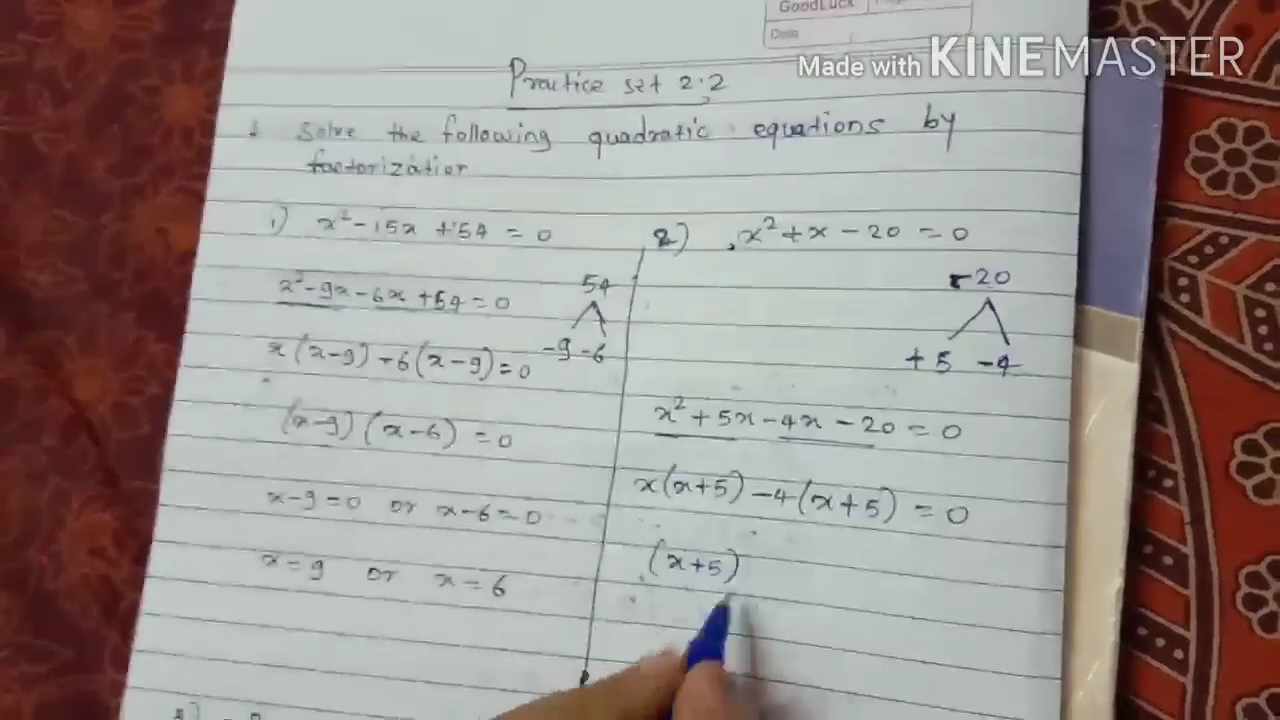 GoodLuck
Date
Made with KINEMASTER
Practice set 2.2
Solve the following quadratic equations by
factorization
1) x² - 15x + 54 = 0
x² - 9x - 6x + 54 = 0
54
-9 -6
x(x-9) - 6(x-9) = 0
(x-9) (x-6) = 0
x-9=0 or x-6=0
x=9 or x=6
2) x² + x - 20 = 0
-20
+5 -4
x² + 5x - 4x - 20 = 0
x(x+5) - 4(x+5) = 0
(x+5)